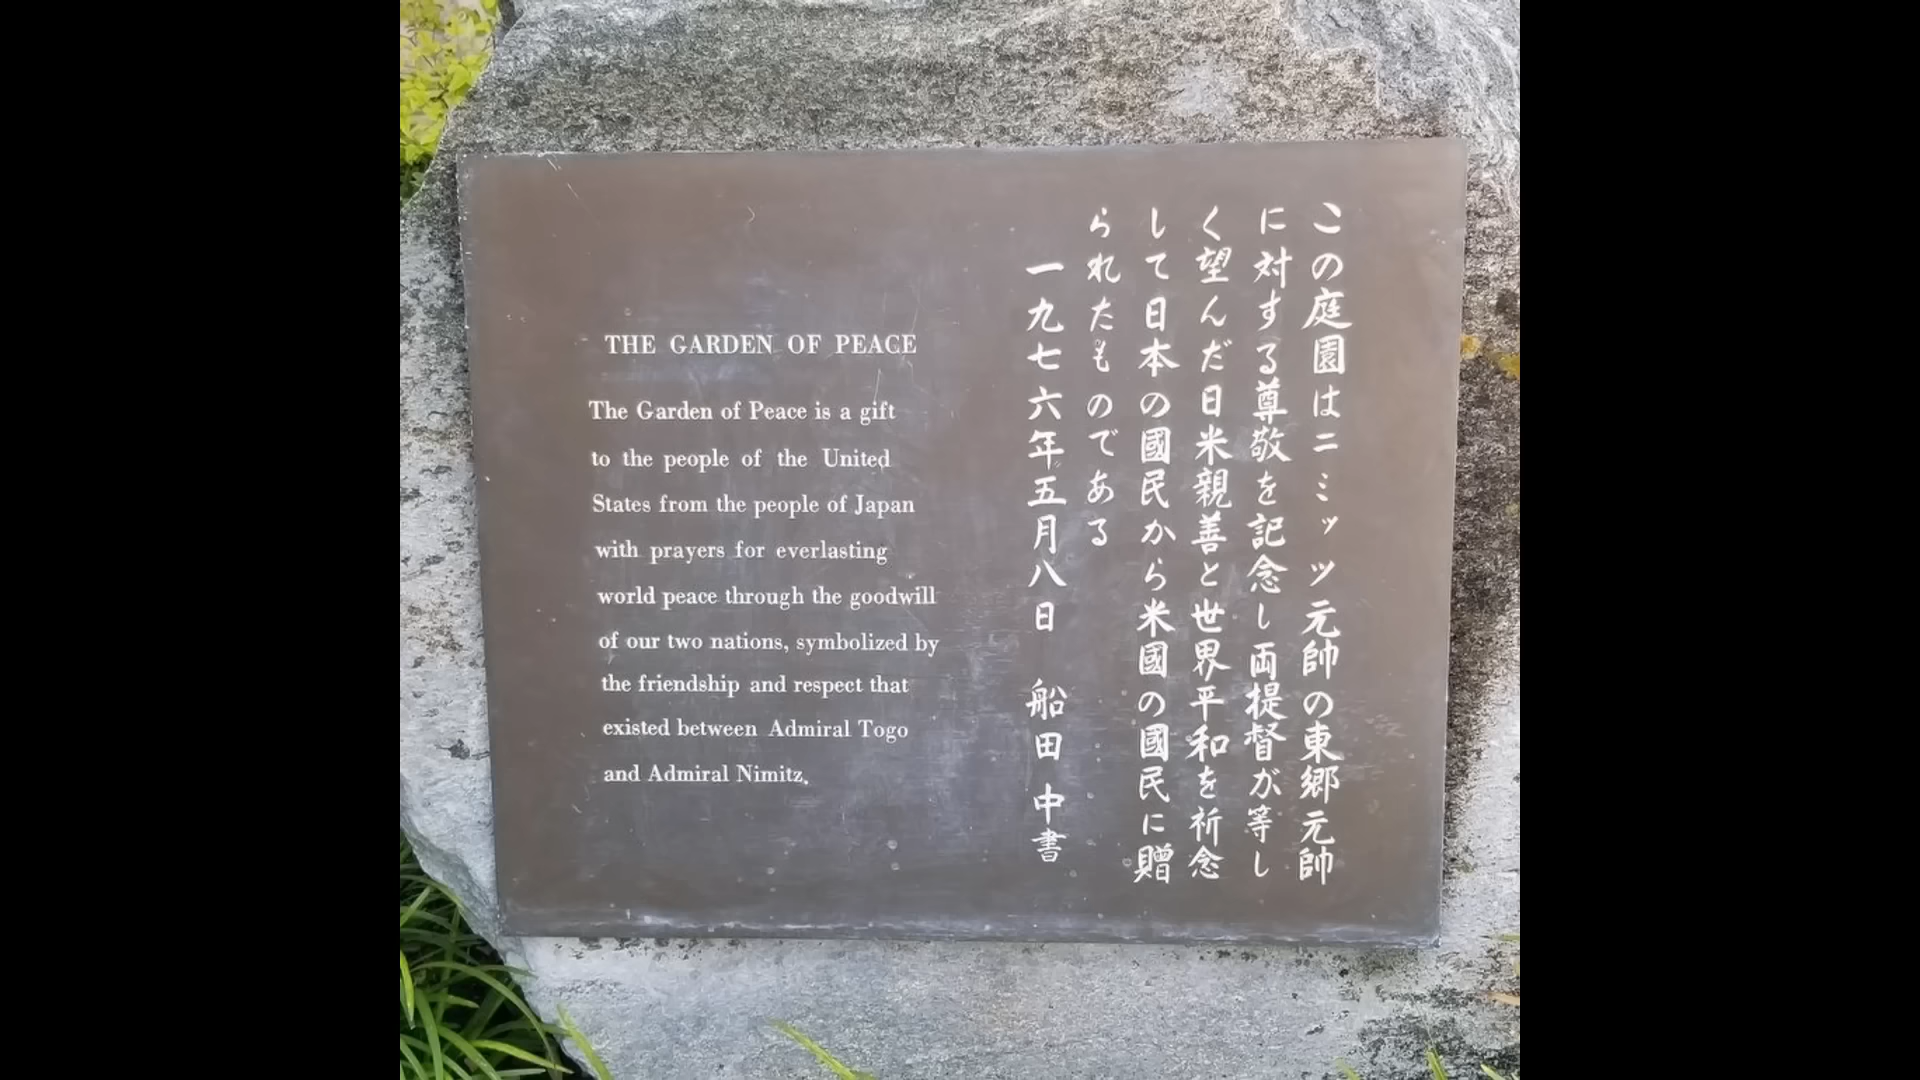 THE GARDEN OF PEACE
The Garden of Peace is a gift
to the people of the United
States from the people of Japan
with prayers for everlasting
world peace through the goodwill
of our two nations, symbolized by
the friendship and respect that
existed between Admiral Togo
and Admiral Nimitz.
この庭園はニミッツ元帥の東郷元帥
に対する尊敬を記念し両提督が等し
く望んだ日米親善と世界平和を祈念
して日本の國民から米國の國民に贈
られたものである
一九七六年五月八日 船田中書